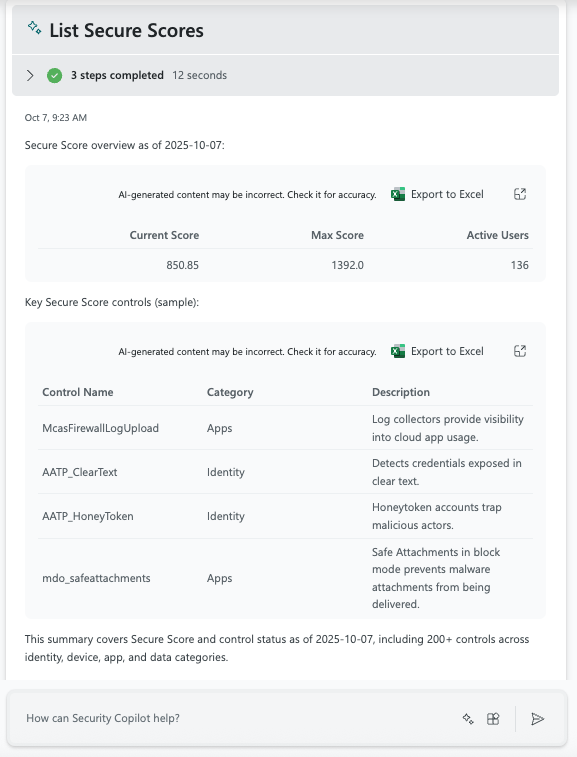 List Secure Scores
3 steps completed 12 seconds
Oct 7, 9:23 AM
Secure Score overview as of 2025-10-07:
AI-generated content may be incorrect. Check it for accuracy. Export to Excel
Current Score Max Score Active Users
850.85 1392.0 136
Key Secure Score controls (sample):
AI-generated content may be incorrect. Check it for accuracy. Export to Excel
Control Name Category Description
McasFirewallLogUpload Apps Log collectors provide visibility
into cloud app usage.
AATP_ClearText Identity Detects credentials exposed in
clear text.
AATP_HoneyToken Identity Honeytoken accounts trap
malicious actors.
mdo_safeattachments Apps Safe Attachments in block
mode prevents malware
attachments from being
delivered.
This summary covers Secure Score and control status as of 2025-10-07, including 200+ controls across
identity, device, app, and data categories.
How can Security Copilot help?